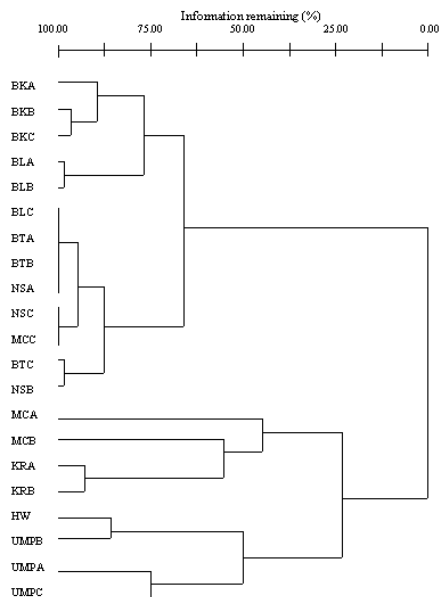 Information remaining (%)
100.00 75.00 50.00 25.00 0.00
BKA
BKB
BKC
BLA
BLB
BLC
BTA
BTB
NSA
NSC
MCC
BTC
NSB
MCA
MCB
KRA
KRB
HW
UMPB
UMPA
UMPC